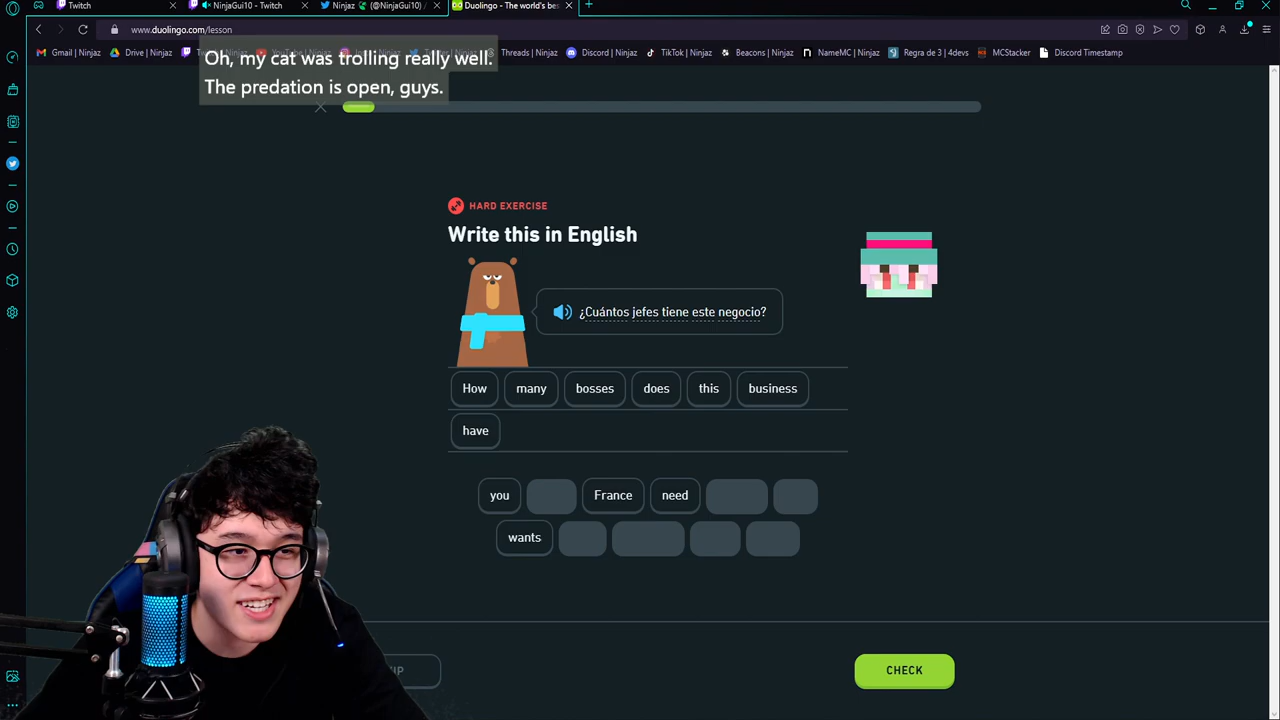 Twitch
NinjaGui10 - Twitch
Ninjaz
(@NinjaGui10)
Duolingo - The world's bes
www.duolingo.com/lesson
Gmail | Ninjaz
Drive | Ninjaz
YouTube | Ninjaz
Threads | Ninjaz
Discord | Ninjaz
TikTok | Ninjaz
Beacons | Ninjaz
NameMC | Ninjaz
Regra de 3 | 4devs
MCStacker
Discord Timestamp
Oh, my cat was trolling really well.
The predation is open, guys.
HARD EXERCISE
Write this in English
¿Cuántos jefes tiene este negocio?
How many bosses does this business
have
you France need
wants
CHECK